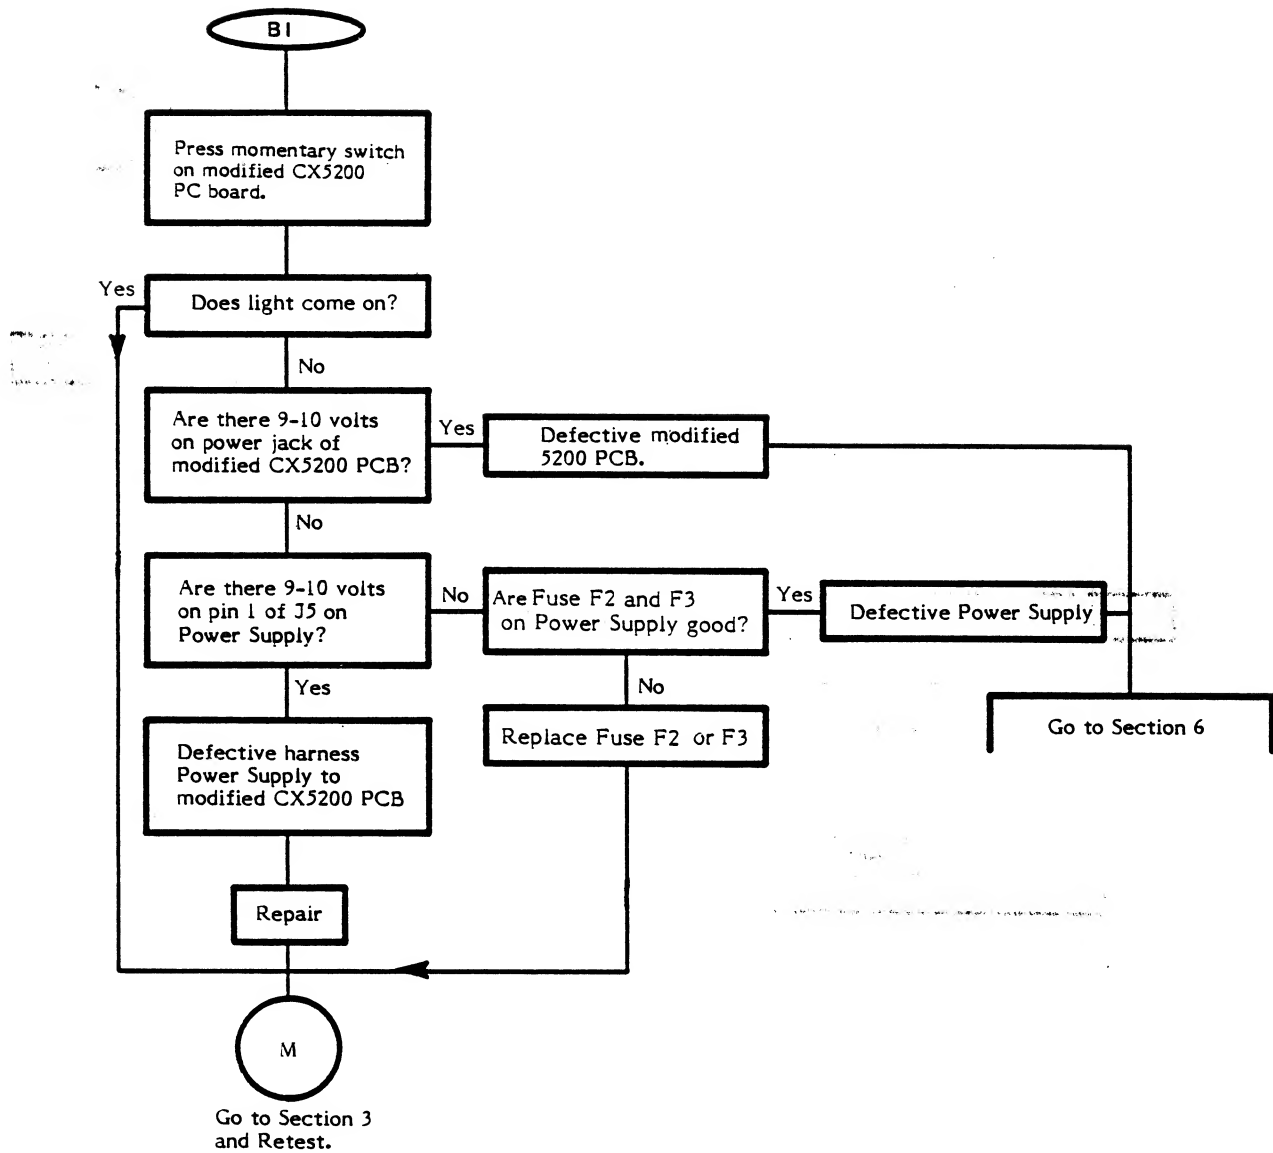 B1
Press momentary switch
on modified CX5200
PC board.
Yes
Does light come on?
No
Are there 9-10 volts
on power jack of
modified CX5200 PCB?
Yes
Defective modified
5200 PCB.
No
Are there 9-10 volts
on pin 1 of J5 on
Power Supply?
No
Are Fuse F2 and F3
on Power Supply good?
Yes
Defective Power Supply
Yes
No
Go to Section 6
Defective harness
Power Supply to
modified CX5200 PCB
Replace Fuse F2 or F3
Repair
M
Go to Section 3
and Retest.